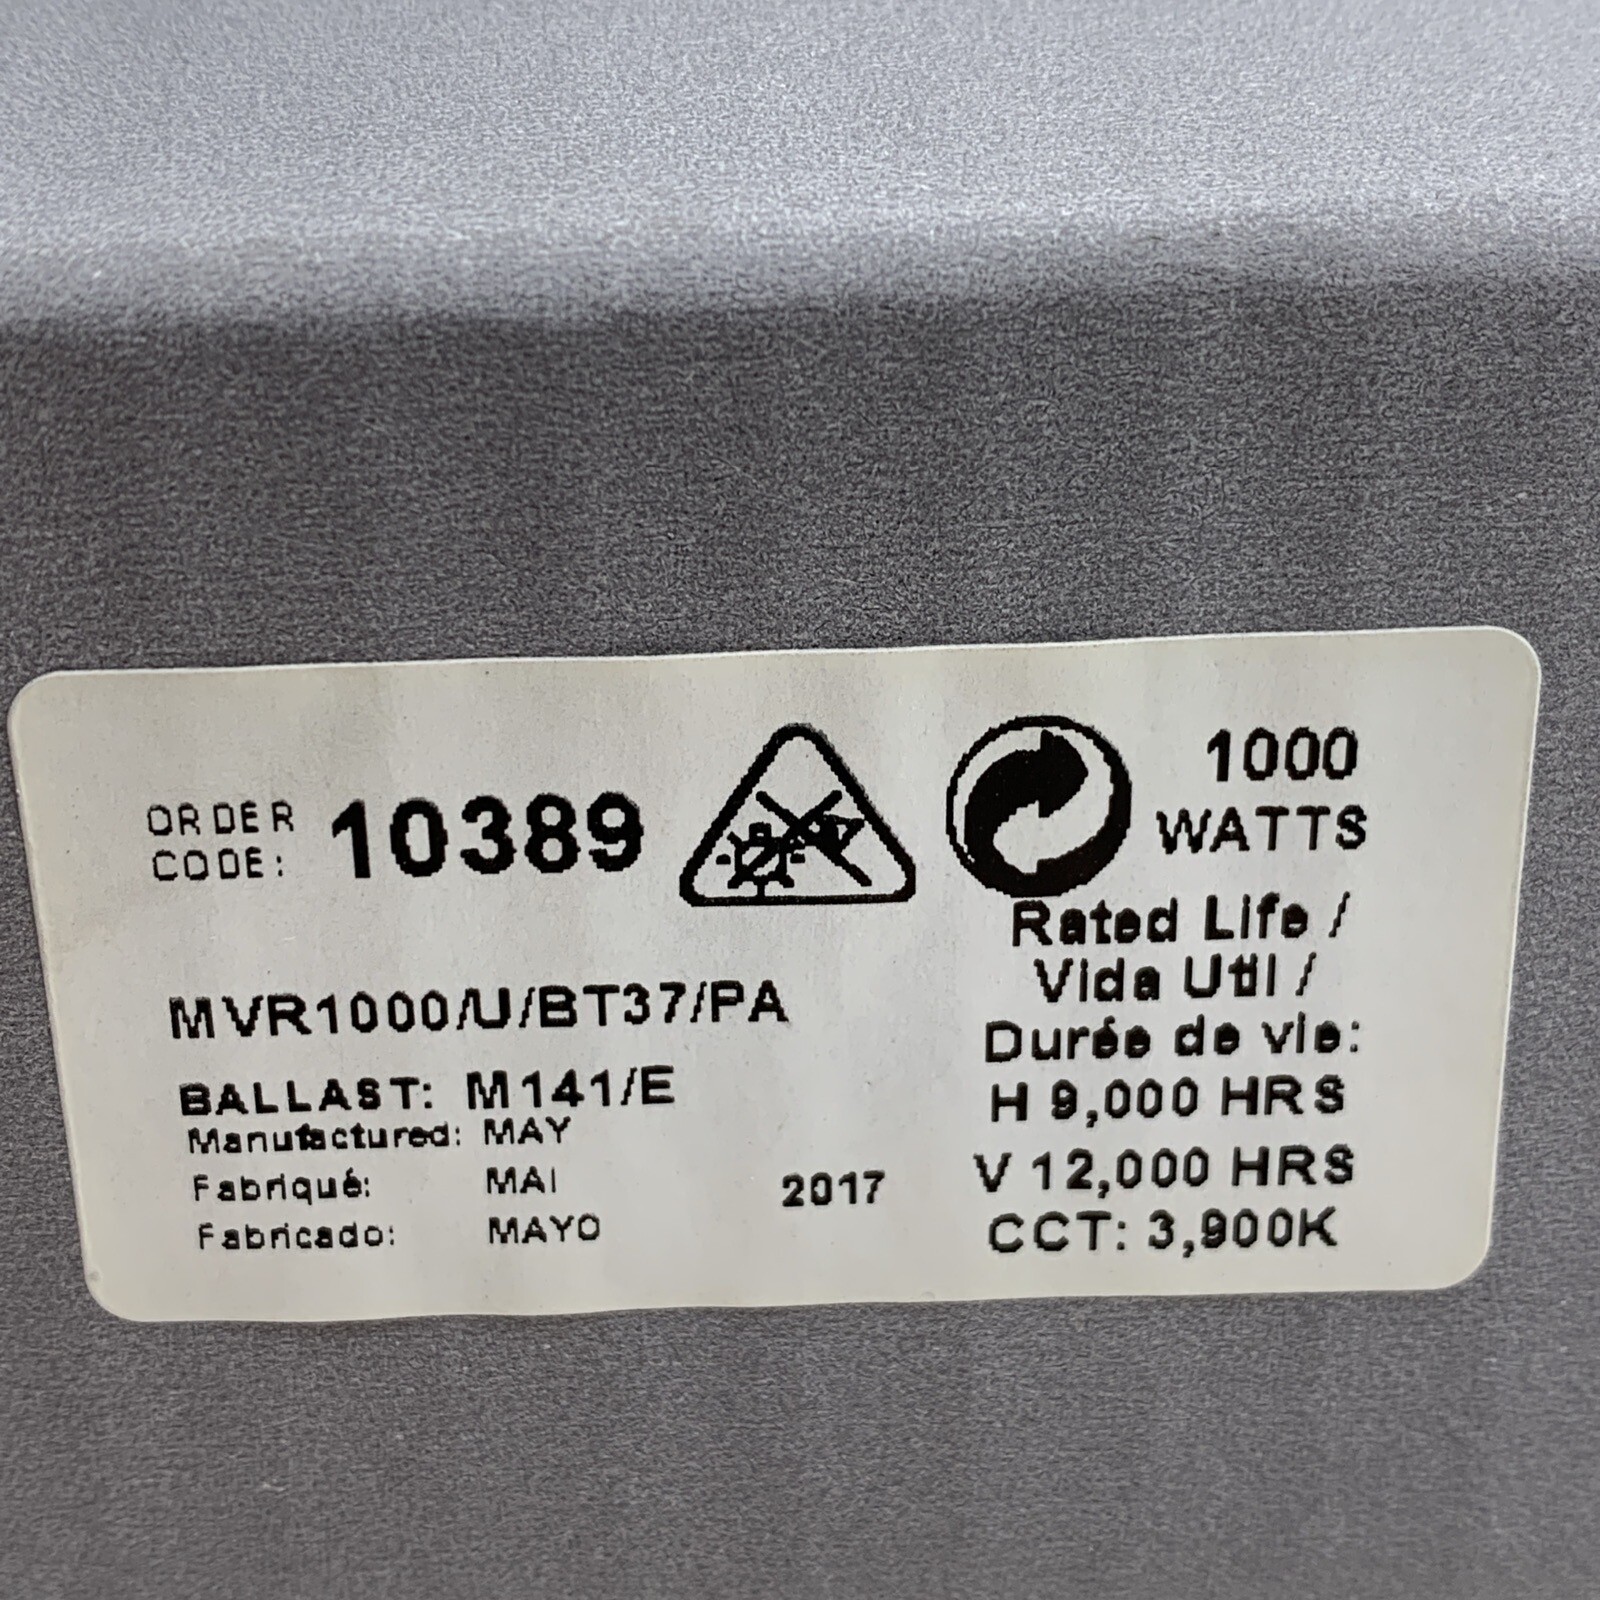 ORDER
CODE: 10389
MVR1000/U/BT37/PA
BALLAST: M141/E
Manufactured: MAY
Fabriqué: MAI 2017
Fabricado: MAYO
1000
WATTS
Rated Life /
Vida Util /
Durée de vie:
H 9,000 HRS
V 12,000 HRS
CCT: 3,900K